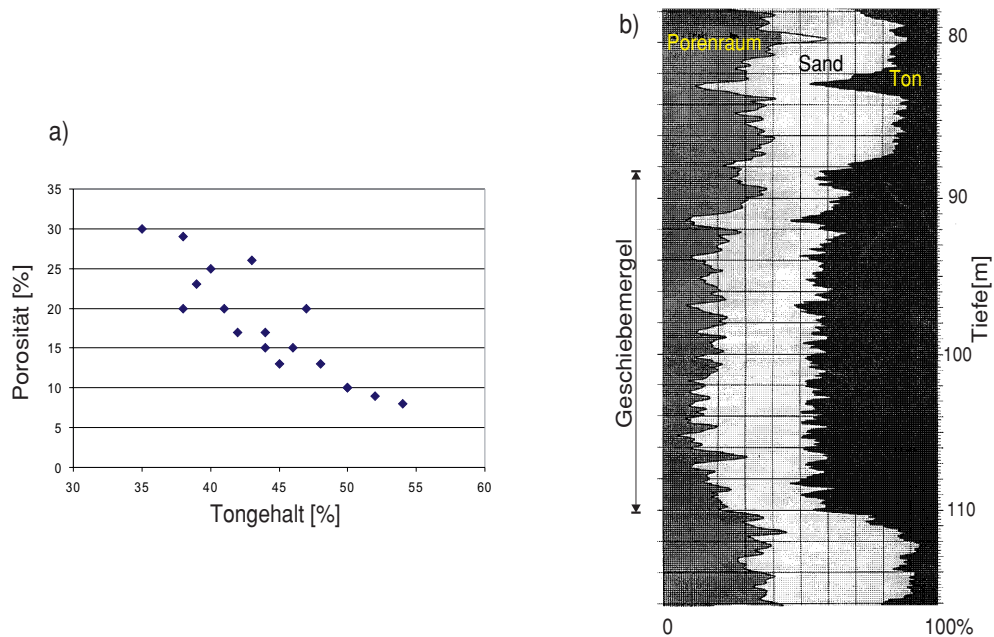 a)
Porosität [%]
35
30
25
20
15
10
5
0
30 35 40 45 50 55 60
Tongehalt [%]
b)
Porenraum
Sand
Ton
Geschiebemergel
80
90
100
110
Tiefe[m]
0 100%